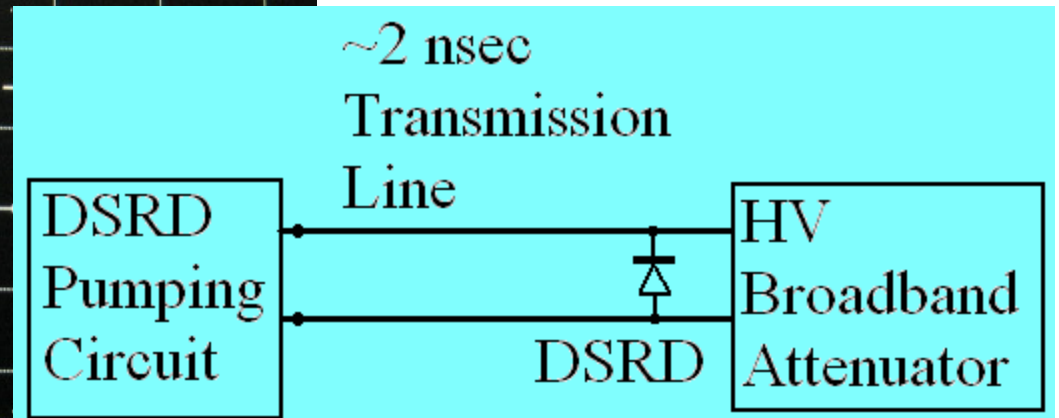 ~2 nsec
Transmission
Line
DSRD
Pumping
Circuit
DSRD
HV
Broadband
Attenuator